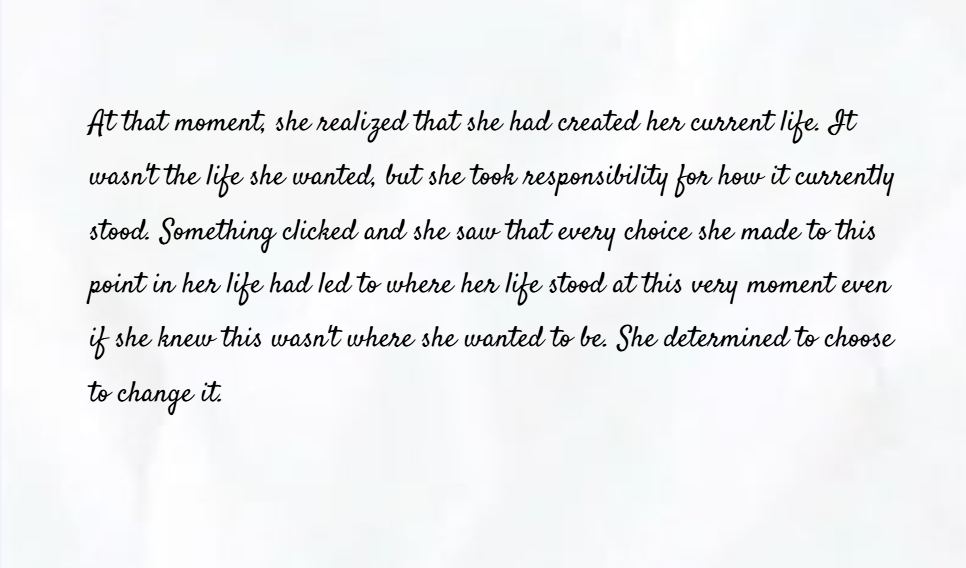 At that moment, she realized that she had created her current life. It
wasn't the life she wanted, but she took responsibility for how it currently
stood. Something clicked and she saw that every choice she made to this
point in her life had led to where her life stood at this very moment even
if she knew this wasn't where she wanted to be. She determined to choose
to change it.